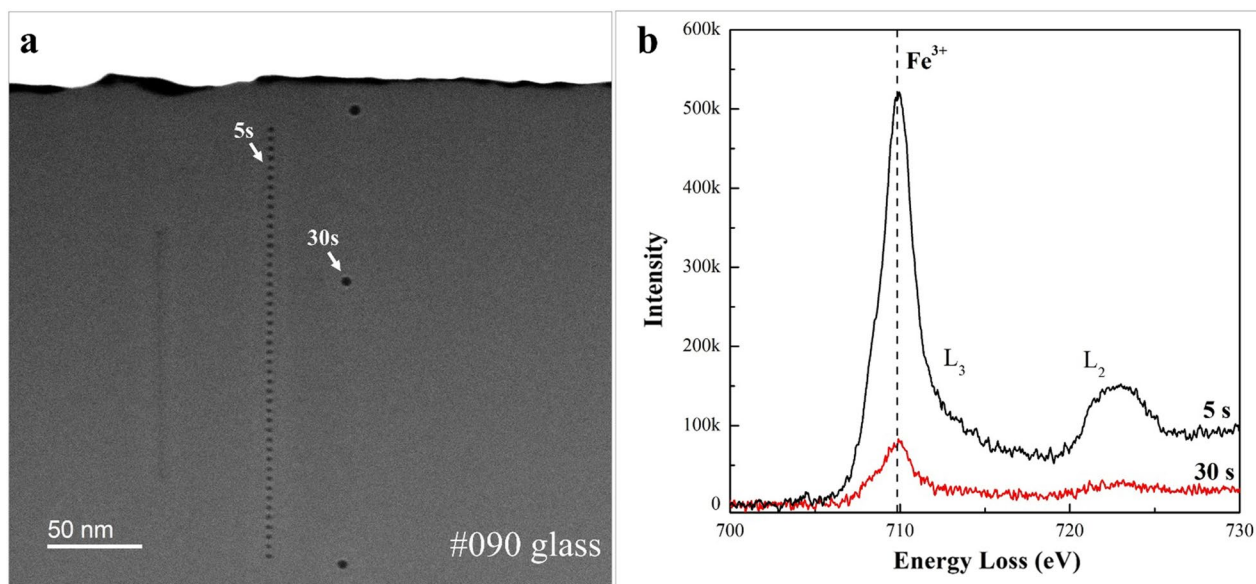 a
5s
30s
50 nm
#090 glass
b
600k
500k
400k
300k
200k
100k
0
Intensity
Fe³⁺
L₃
L₂
5 s
30 s
700
710
720
730
Energy Loss (eV)